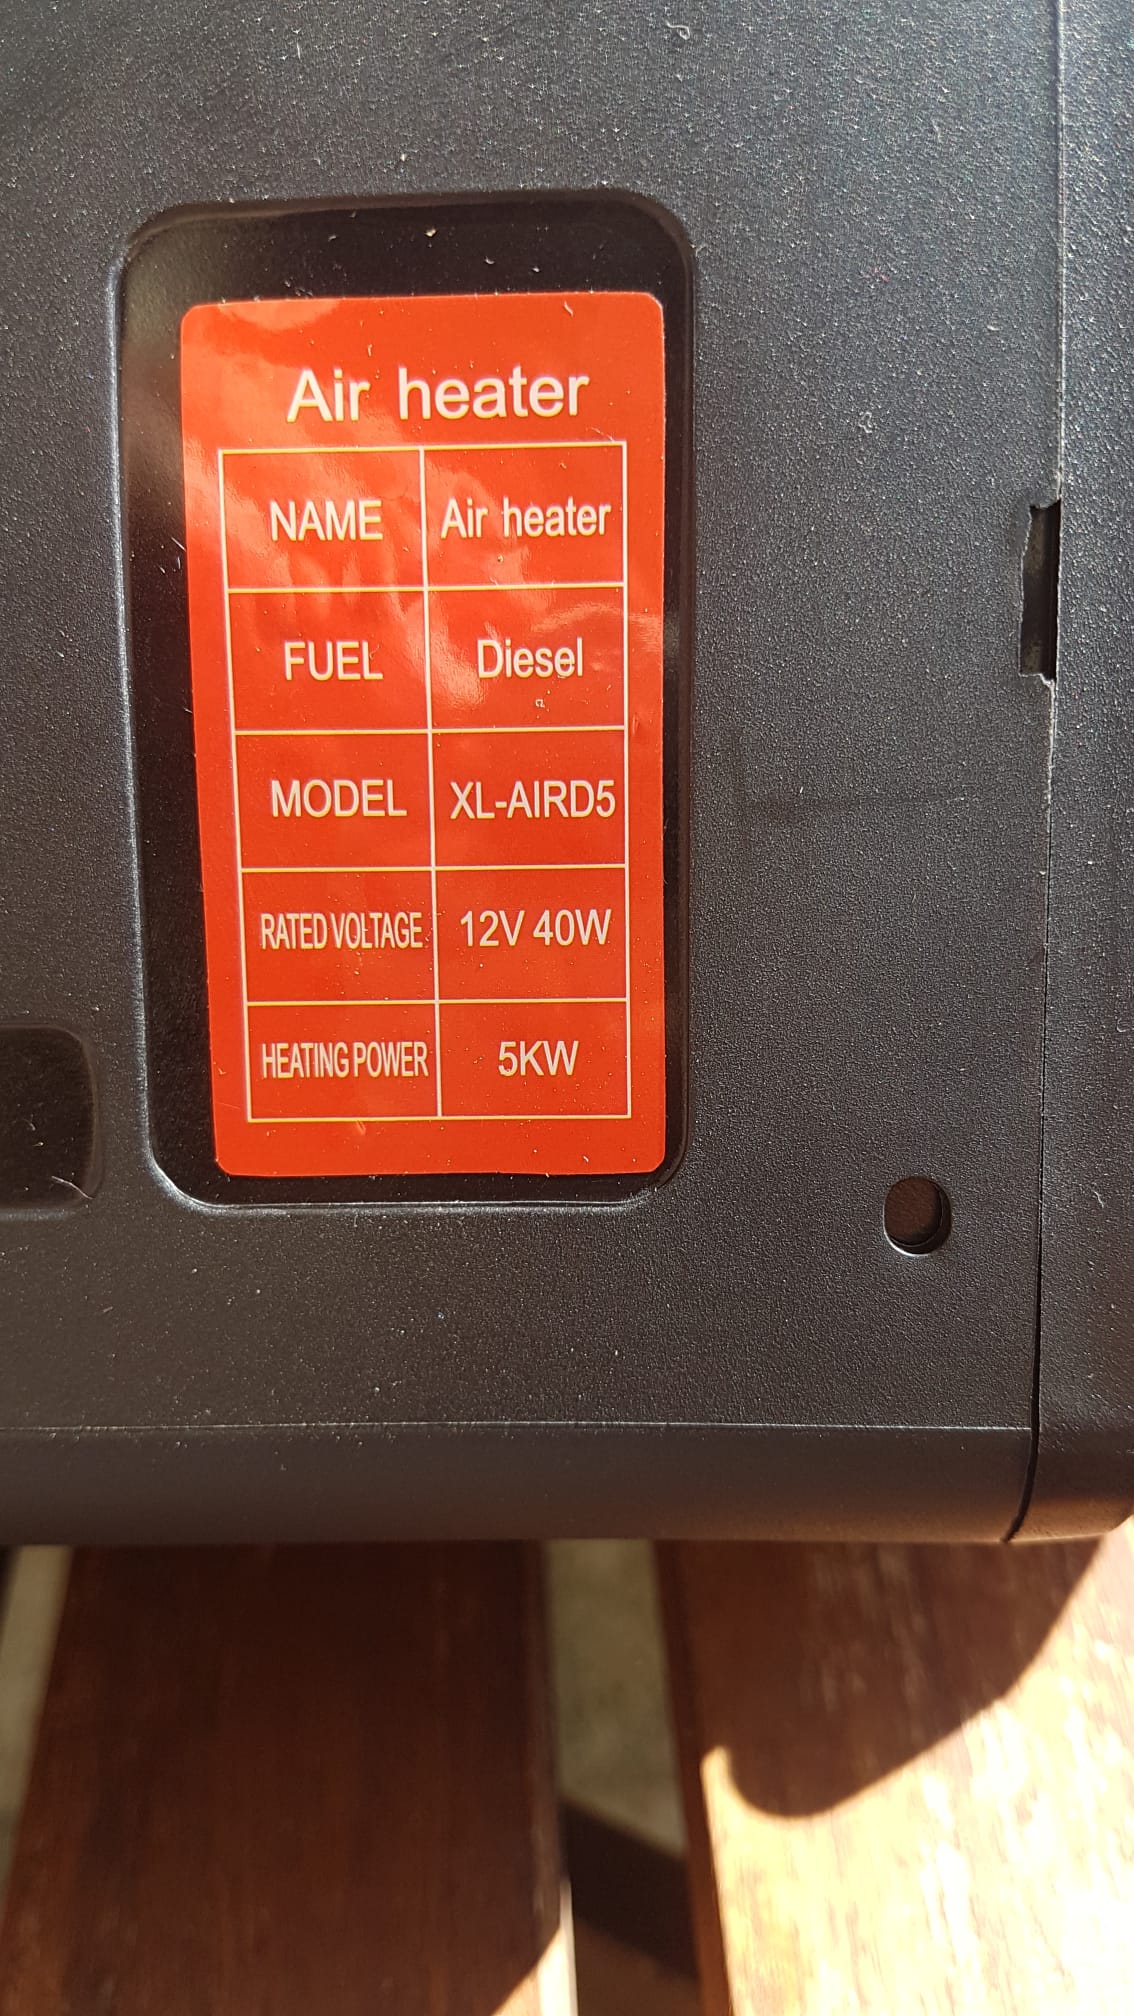 Air heater
NAME Air heater
FUEL Diesel
MODEL XL-AIRD5
RATED VOLTAGE 12V 40W
HEATING POWER 5KW